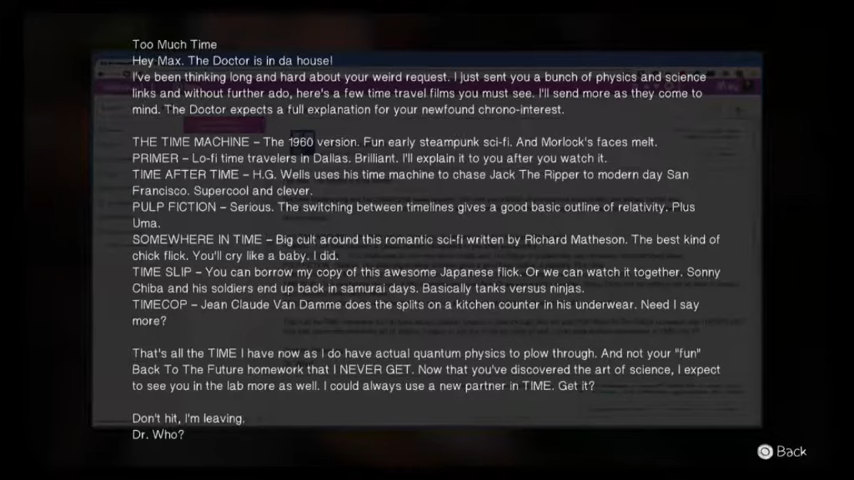 Too Much Time
Hey Max. The Doctor is in da house!
I've been thinking long and hard about your weird request. I just sent you a bunch of physics and science
links and without further ado, here's a few time travel films you must see. I'll send more as they come to
mind. The Doctor expects a full explanation for your newfound chrono-interest.
THE TIME MACHINE – The 1960 version. Fun early steampunk sci-fi. And Morlock's faces melt.
PRIMER – Lo-fi time travelers in Dallas. Brilliant. I'll explain it to you after you watch it.
TIME AFTER TIME – H.G. Wells uses his time machine to chase Jack The Ripper to modern day San
Francisco. Supercool and clever.
PULP FICTION – Serious. The switching between timelines gives a good basic outline of relativity. Plus
Uma.
SOMEWHERE IN TIME – Big cult around this romantic sci-fi written by Richard Matheson. The best kind of
chick flick. You'll cry like a baby. I did.
TIME SLIP – You can borrow my copy of this awesome Japanese flick. Or we can watch it together. Sonny
Chiba and his soldiers end up back in samurai days. Basically tanks versus ninjas.
TIMECOP – Jean Claude Van Damme does the splits on a kitchen counter in his underwear. Need I say
more?
That's all the TIME I have now as I do have actual quantum physics to plow through. And not your "fun"
Back To The Future homework that I NEVER GET. Now that you've discovered the art of science, I expect
to see you in the lab more as well. I could always use a new partner in TIME. Get it?
Don't hit, I'm leaving.
Dr. Who?
Back